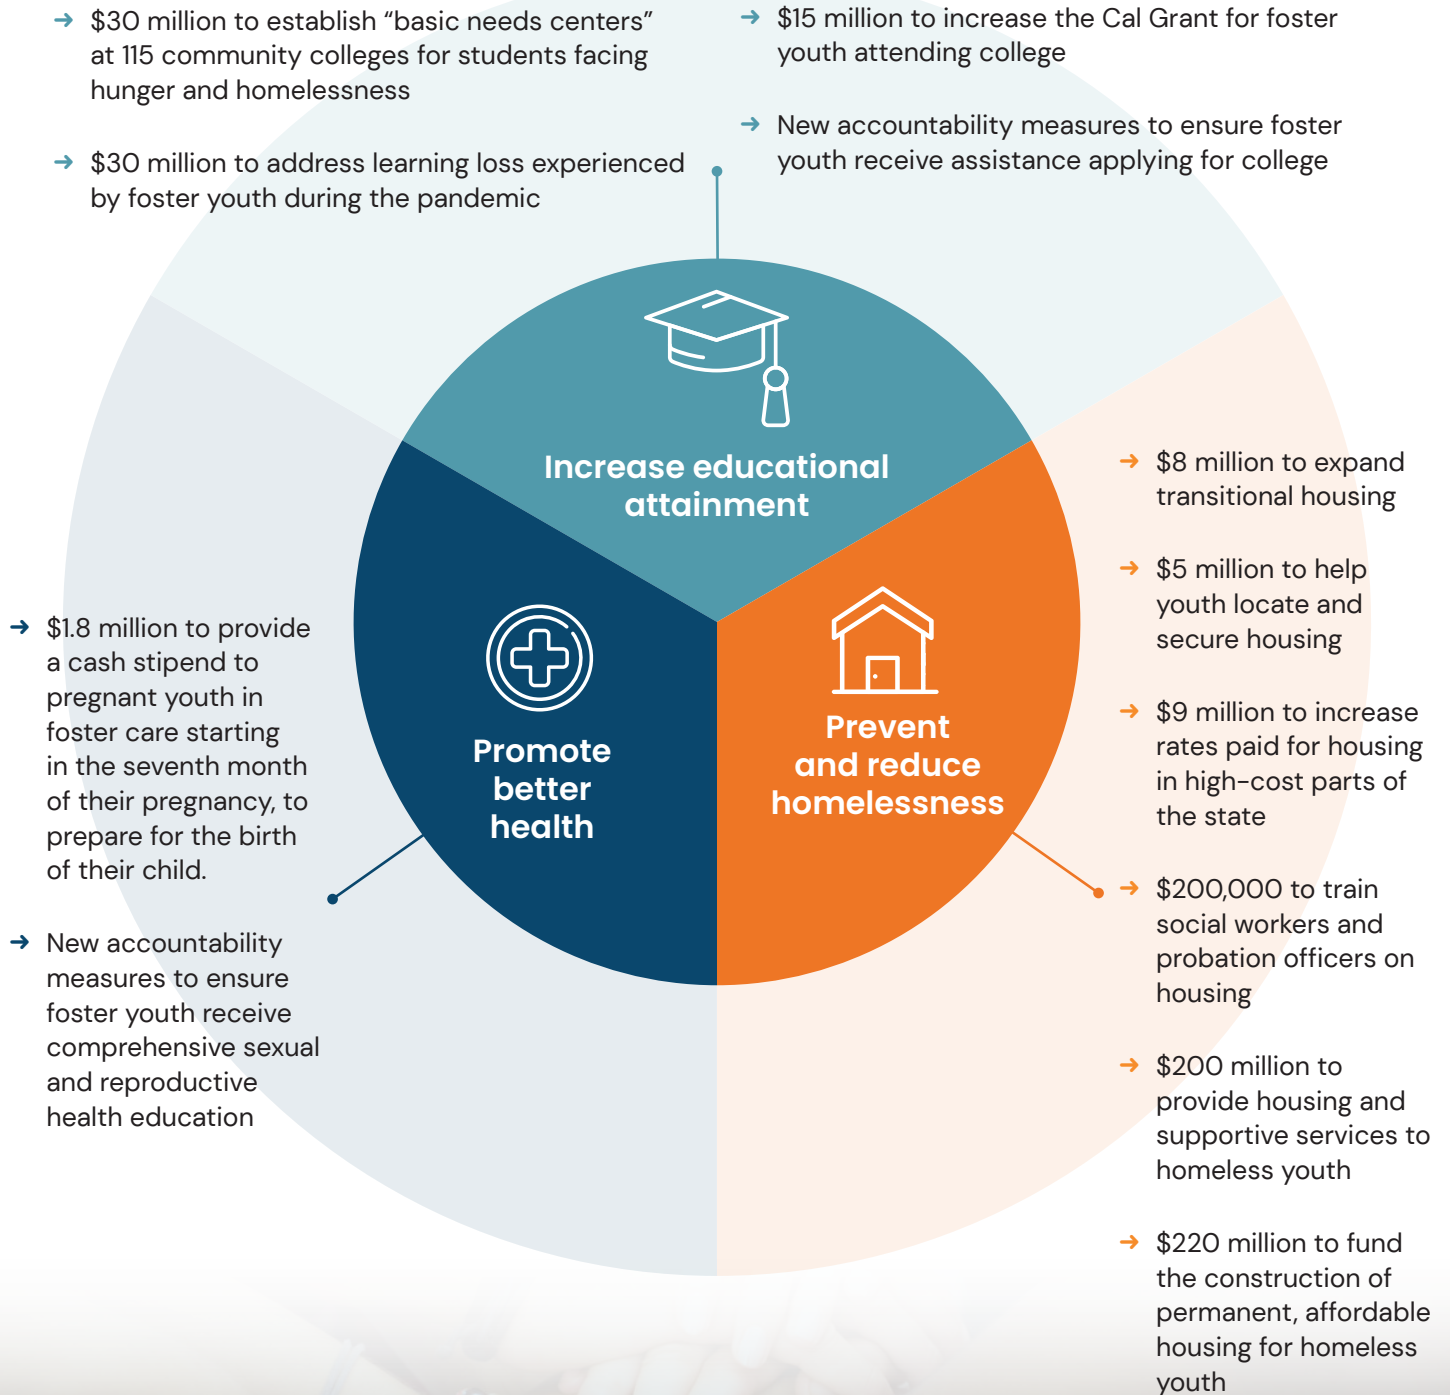 → $30 million to establish “basic needs centers”
at 115 community colleges for students facing
hunger and homelessness
→ $30 million to address learning loss experienced
by foster youth during the pandemic
→ $15 million to increase the Cal Grant for foster
youth attending college
→ New accountability measures to ensure foster
youth receive assistance applying for college
Increase educational
attainment
Promote
better
health
Prevent
and reduce
homelessness
→ $1.8 million to provide
a cash stipend to
pregnant youth in
foster care starting
in the seventh month
of their pregnancy, to
prepare for the birth
of their child.
→ New accountability
measures to ensure
foster youth receive
comprehensive sexual
and reproductive
health education
→ $8 million to expand
transitional housing
→ $5 million to help
youth locate and
secure housing
→ $9 million to increase
rates paid for housing
in high-cost parts of
the state
→ $200,000 to train
social workers and
probation officers on
housing
→ $200 million to
provide housing and
supportive services to
homeless youth
→ $220 million to fund
the construction of
permanent, affordable
housing for homeless
youth